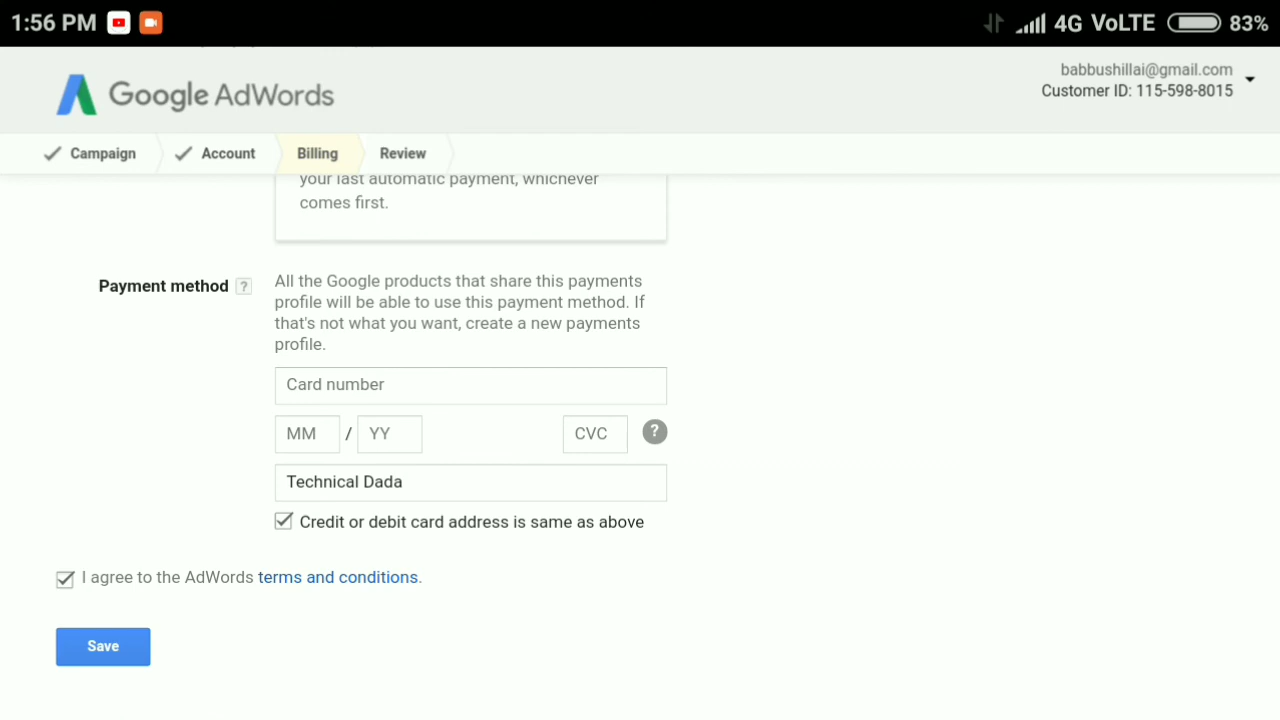 1:56 PM 4G VoLTE 83%
Google AdWords
babbushillai@gmail.com
Customer ID: 115-598-8015
Campaign Account Billing Review
your last automatic payment, whichever
comes first.
Payment method ?
All the Google products that share this payments
profile will be able to use this payment method. If
that's not what you want, create a new payments
profile.
Card number
MM / YY CVC ?
Technical Dada
Credit or debit card address is same as above
I agree to the AdWords terms and conditions.
Save